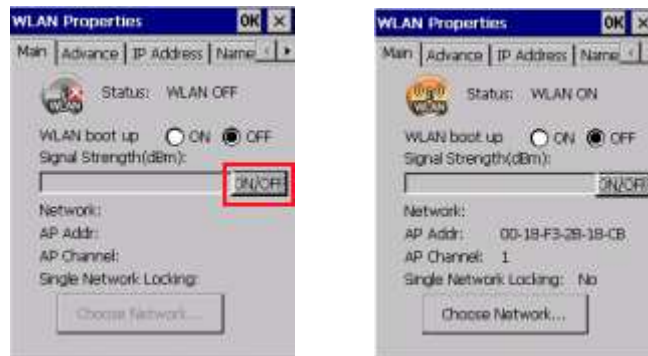 WLAN Properties OK ×
Main Advance IP Address Name
WLAN
Status: WLAN OFF
WLAN boot up ON OFF
Signal Strength(dBm):
ON/OFF
Network:
AP Addr:
AP Channel:
Single Network Locking:
Choose Network...
WLAN Properties OK ×
Main Advance IP Address Name
WLAN
Status: WLAN ON
WLAN boot up ON OFF
Signal Strength(dBm):
ON/OFF
Network:
AP Addr: 00-18-F3-2B-18-CB
AP Channel: 1
Single Network Locking: No
Choose Network...